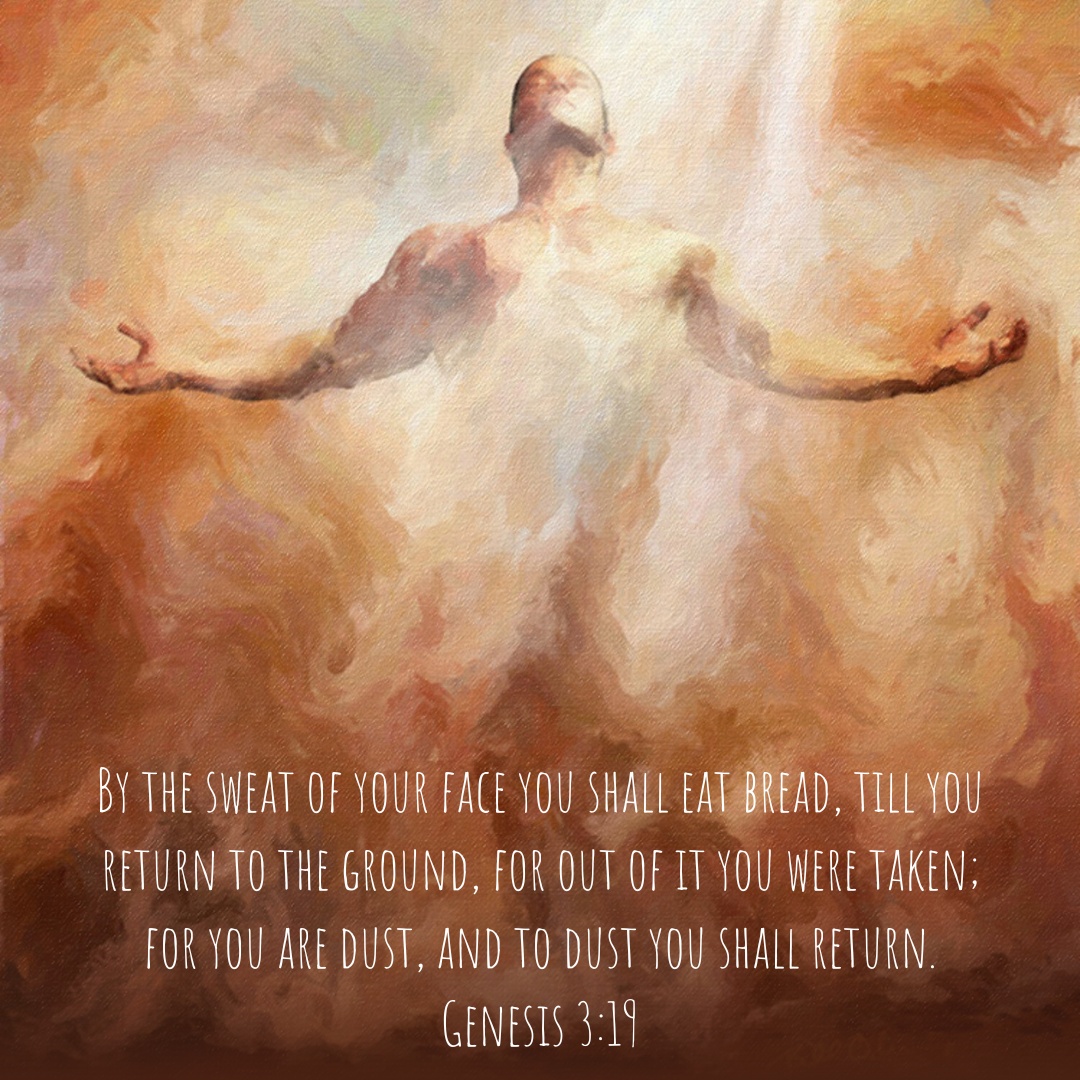 By the sweat of your face you shall eat bread, till you
return to the ground, for out of it you were taken;
for you are dust, and to dust you shall return.
Genesis 3:19